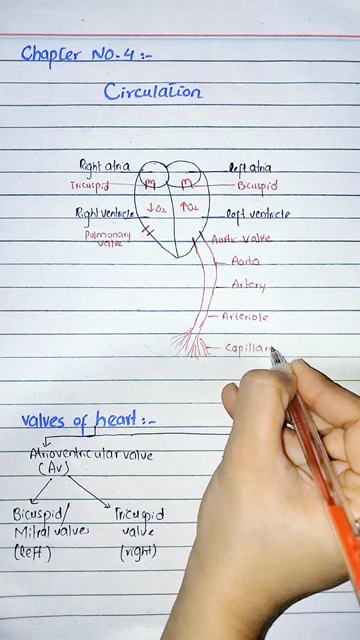 Chapter NO.4:-
Circulation
Right atria
left atria
Tricuspid
Bicuspid
↓O₂
↑O₂
Right ventricle
left ventricle
Pulmonary
valve
Aortic valve
Aorta
Artery
Arteriole
Capillar
valves of heart:-
Atrioventricular valve
(AV)
Bicuspid/
Mitral valve
(left)
Tricuspid
valve
(right)